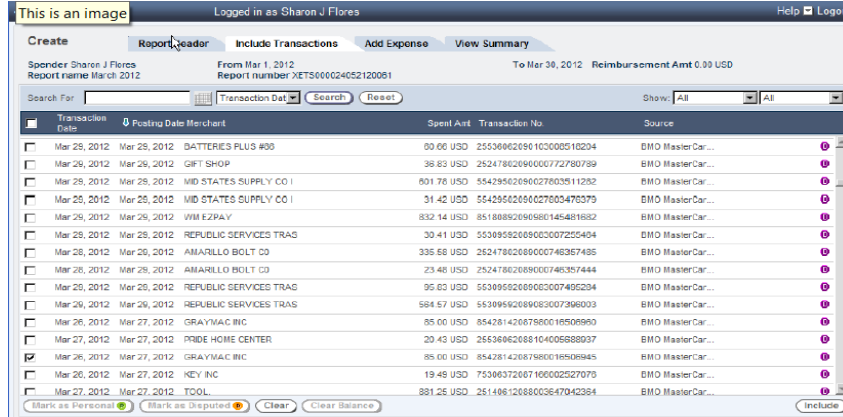 This is an image
Logged in as Sharon J Flores
Help Logo
Create Report Header Include Transactions Add Expense View Summary
Spender Sharon J Flores From Mar 1, 2012 To Mar 30, 2012 Reimbursement Amt 0.00 USD
Report name March 2012 Report number XETS000024052120061
Search For Transaction Dat Search Reset Show: All All
Transaction Date Posting Date Merchant Spent Amt Transaction No. Source
Mar 29, 2012 Mar 29, 2012 BATTERIES PLUS #66 60.66 USD 25536062090103008518204 BMO MasterCar...
Mar 29, 2012 Mar 29, 2012 GIFT SHOP 36.83 USD 25247802090000772780789 BMO MasterCar...
Mar 29, 2012 Mar 29, 2012 MID STATES SUPPLY CO I 601.78 USD 55429502090027803511282 BMO MasterCar...
Mar 29, 2012 Mar 29, 2012 MID STATES SUPPLY CO I 31.42 USD 55429502090027803476379 BMO MasterCar...
Mar 29, 2012 Mar 29, 2012 WM EZPAY 832.14 USD 85180892090980145481682 BMO MasterCar...
Mar 29, 2012 Mar 29, 2012 REPUBLIC SERVICES TRAS 30.41 USD 55309592089083007255464 BMO MasterCar...
Mar 28, 2012 Mar 29, 2012 AMARILLO BOLT CO 335.58 USD 25247802089000746357485 BMO MasterCar...
Mar 28, 2012 Mar 29, 2012 AMARILLO BOLT CO 23.48 USD 25247802089000746357444 BMO MasterCar...
Mar 29, 2012 Mar 29, 2012 REPUBLIC SERVICES TRAS 95.83 USD 55309592089083007495284 BMO MasterCar...
Mar 29, 2012 Mar 29, 2012 REPUBLIC SERVICES TRAS 564.57 USD 55309592089083007396003 BMO MasterCar...
Mar 26, 2012 Mar 27, 2012 GRAYMAC INC 85.00 USD 85428142087980016506960 BMO MasterCar...
Mar 27, 2012 Mar 27, 2012 PRIDE HOME CENTER 20.43 USD 25536062088104005688937 BMO MasterCar...
Mar 26, 2012 Mar 27, 2012 GRAYMAC INC 85.00 USD 85428142087980016506945 BMO MasterCar...
Mar 26, 2012 Mar 27, 2012 KEY INC 19.49 USD 75306372087166002527076 BMO MasterCar...
Mar 27, 2012 Mar 27, 2012 TOOL. 881.25 USD 25140612088003647042364 BMO MasterCar...
Mark as Personal Mark as Disputed Clear Clear Balance Include